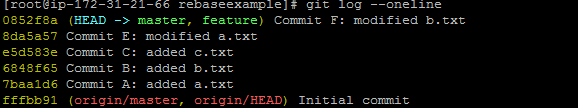 [root@ip-172-31-21-66 rebaseexample]# git log --oneline
0852f8a (HEAD -> master, feature) Commit F: modified b.txt
8da5a57 Commit E: modified a.txt
e5d583e Commit C: added c.txt
6848f65 Commit B: added b.txt
7baa1d6 Commit A: added a.txt
fffbb91 (origin/master, origin/HEAD) Initial commit